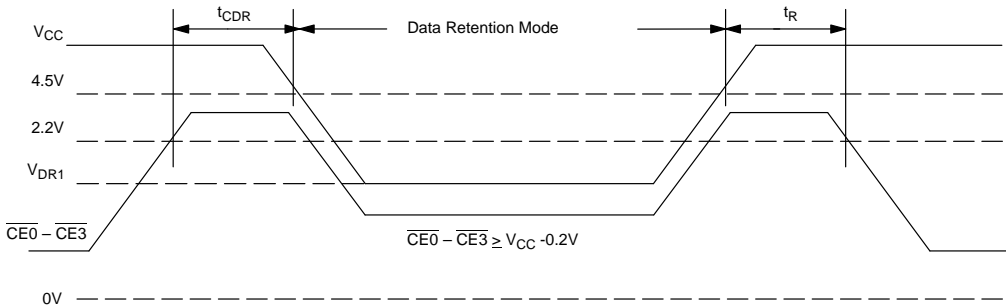 tCDR
Data Retention Mode
tR
VCC
4.5V
2.2V
VDR1
CE0 – CE3
CE0 – CE3 ≥ VCC -0.2V
0V